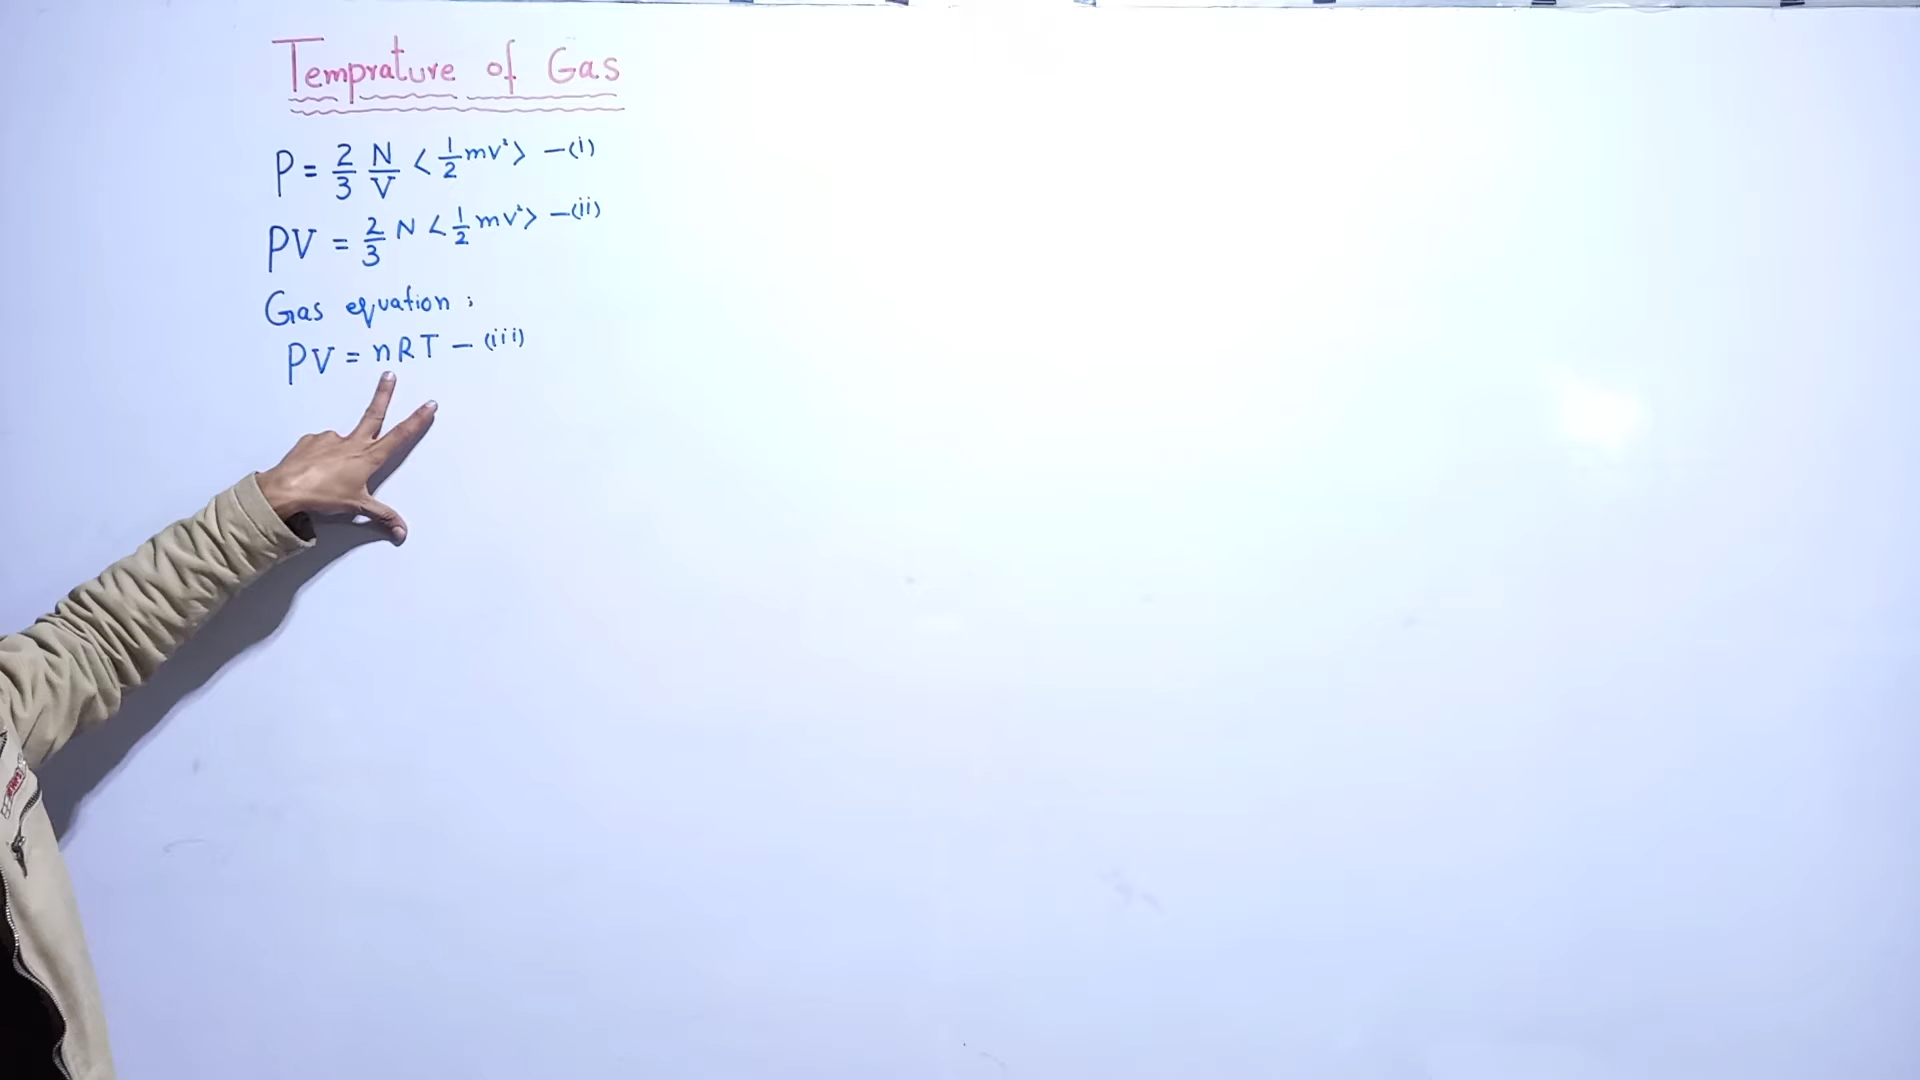 Temprature of Gas
P = 2/3 N/V <1/2 mv²> – (i)
PV = 2/3 N <1/2 mv²> – (ii)
Gas equation ;
PV = nRT – (iii)